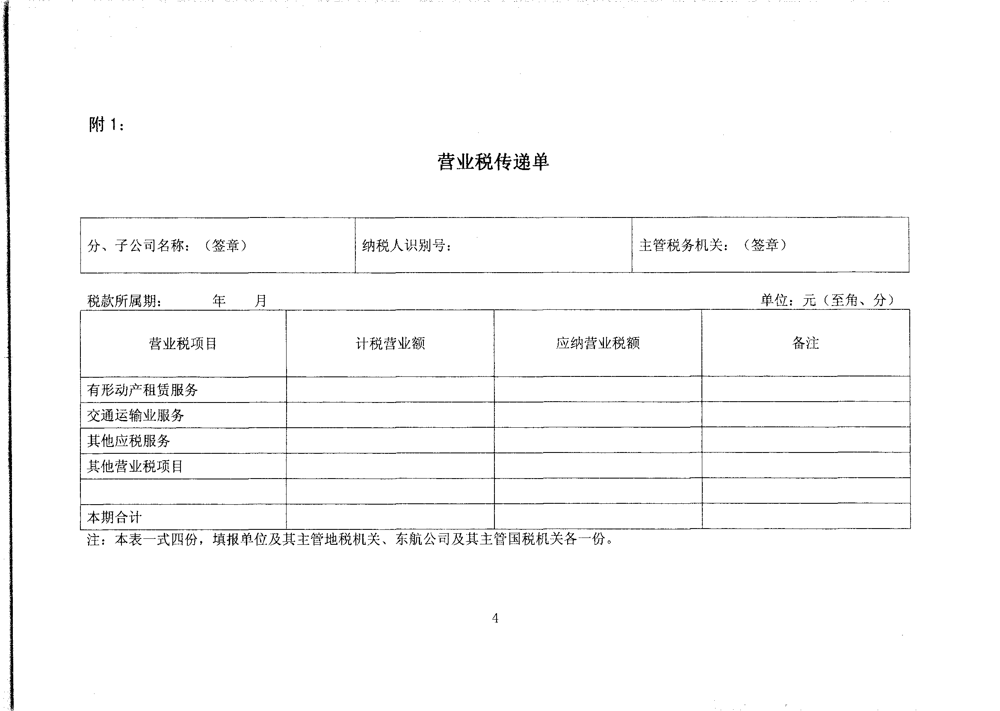 附 1：
营业税传递单
分、子公司名称：（签章） 纳税人识别号： 主管税务机关：（签章）
税款所属期： 年 月 单位：元（至角、分）
营业税项目 计税营业额 应纳营业税额 备注
有形动产租赁服务
交通运输业服务
其他应税服务
其他营业税项目
本期合计
注：本表一式四份，填报单位及其主管地税机关、东航公司及其主管国税机关各一份。
4